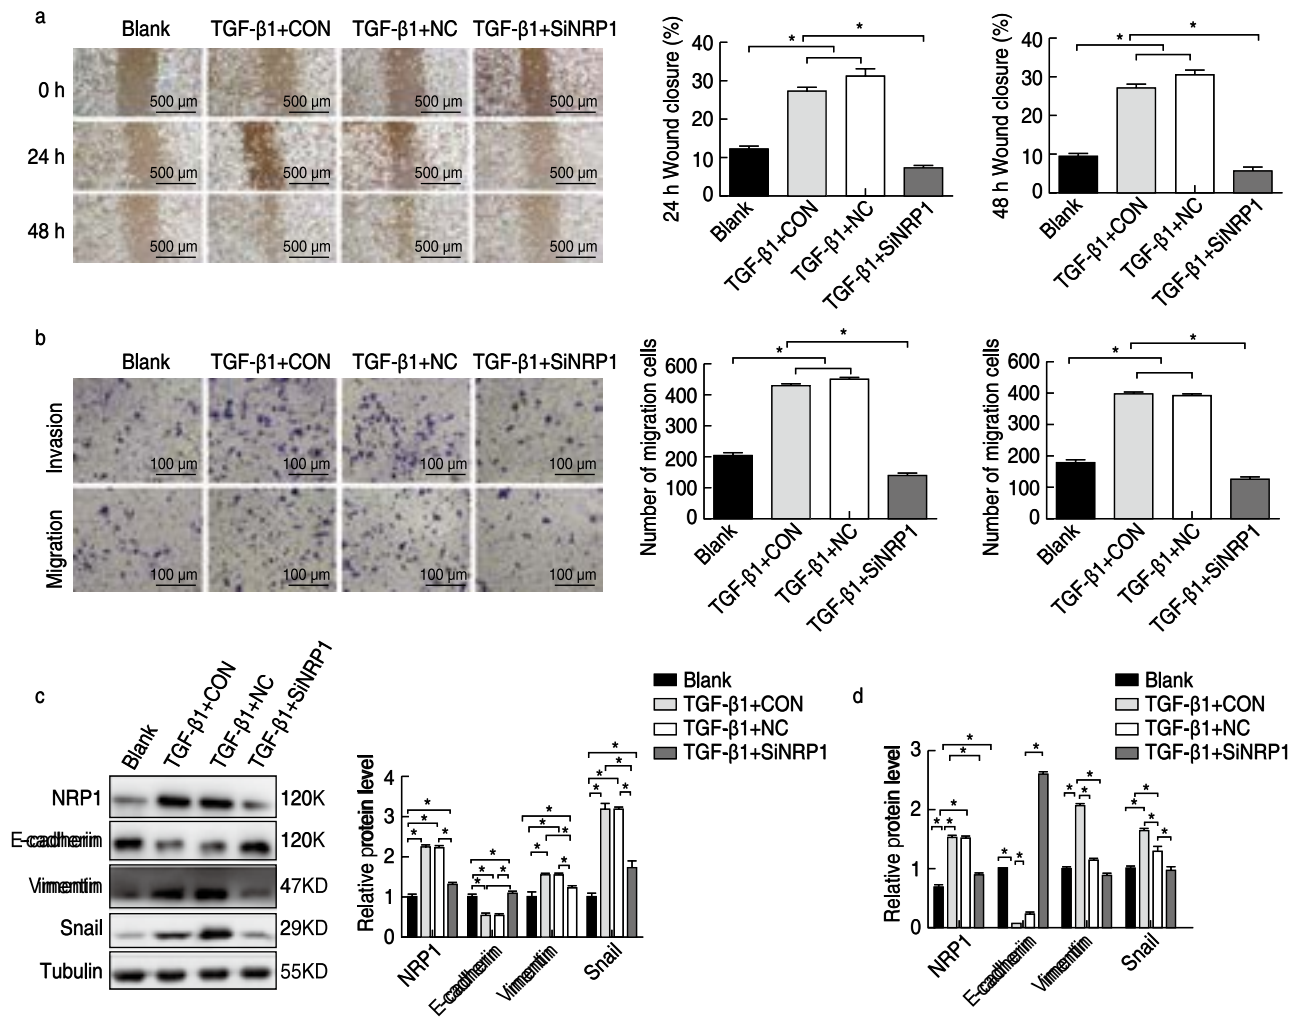 a
Blank TGF-β1+CON TGF-β1+NC TGF-β1+SiNRP1
0 h
500 µm 500 µm 500 µm 500 µm
24 h
500 µm 500 µm 500 µm 500 µm
48 h
500 µm 500 µm 500 µm 500 µm
24 h Wound closure (%)
40
30
20
10
0
* *
Blank TGF-β1+CON TGF-β1+NC TGF-β1+SiNRP1
48 h Wound closure (%)
40
30
20
10
0
* *
Blank TGF-β1+CON TGF-β1+NC TGF-β1+SiNRP1
b
Blank TGF-β1+CON TGF-β1+NC TGF-β1+SiNRP1
Invasion
100 µm 100 µm 100 µm 100 µm
Migration
100 µm 100 µm 100 µm 100 µm
Number of migration cells
600
400
300
200
100
0
* *
Blank TGF-β1+CON TGF-β1+NC TGF-β1+SiNRP1
Number of migration cells
600
400
200
100
0
* *
Blank TGF-β1+CON TGF-β1+NC TGF-β1+SiNRP1
c
Blank TGF-β1+CON TGF-β1+NC TGF-β1+SiNRP1
NRP1 120K
E-cadherin 120K
Vimentin 47KD
Snail 29KD
Tubulin 55KD
Blank
TGF-β1+CON
TGF-β1+NC
TGF-β1+SiNRP1
Relative protein level
4
3
2
1
0
* * * *
* * * * *
* * * * *
* * * * *
NRP1 E-cadherin Vimentin Snail
d
Blank
TGF-β1+CON
TGF-β1+NC
TGF-β1+SiNRP1
Relative protein level
3
2
1
0
* * * * *
* * *
* * *
* * * *
NRP1 E-cadherin Vimentin Snail